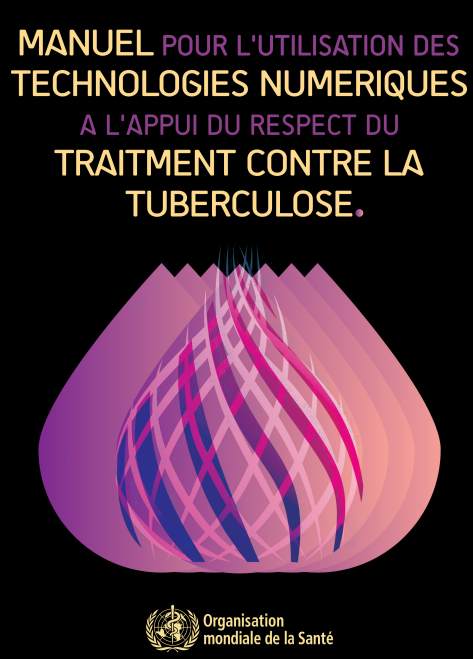 MANUEL POUR L'UTILISATION DES
TECHNOLOGIES NUMERIQUES
A L'APPUI DU RESPECT DU
TRAITMENT CONTRE LA
TUBERCULOSE.
Organisation
mondiale de la Santé